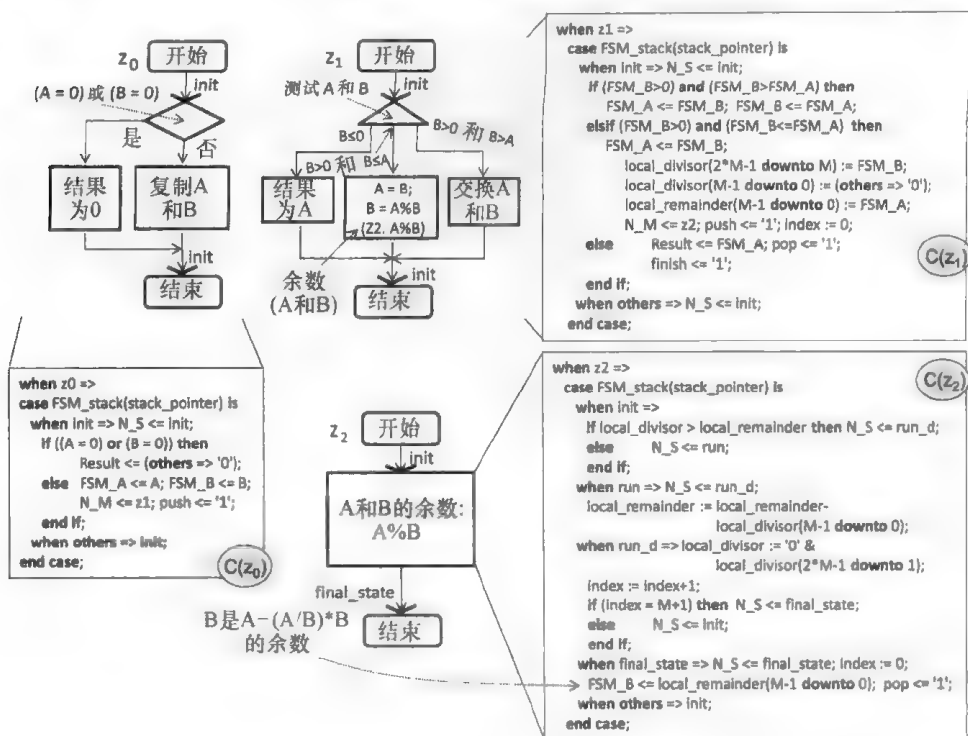 z0
开始
init
(A = 0) 或 (B = 0)
是
否
结果
为0
复制A
和B
init
结束
z1
开始
init
测试 A 和 B
B≤0
B>0 和 B≤A
B>0 和 B>A
结果
为A
A = B;
B = A%B
(Z2. A%B)
交换A
和B
余数
(A和B)
init
结束
when z1 =>
case FSM_stack(stack_pointer) is
when init => N_S <= init;
if (FSM_B>0) and (FSM_B>FSM_A) then
FSM_A <= FSM_B; FSM_B <= FSM_A;
elsif (FSM_B>0) and (FSM_B<=FSM_A) then
FSM_A <= FSM_B;
local_divisor(2*M-1 downto M) := FSM_B;
local_divisor(M-1 downto 0) := (others => '0');
local_remainder(M-1 downto 0) := FSM_A;
N_M <= z2; push <= '1'; index := 0;
else Result <= FSM_A; pop <= '1';
finish <= '1';
end if;
when others => N_S <= init;
end case;
C(z1)
when z0 =>
case FSM_stack(stack_pointer) is
when init => N_S <= init;
if ((A = 0) or (B = 0)) then
Result <= (others => '0');
else FSM_A <= A; FSM_B <= B;
N_M <= z1; push <= '1';
end if;
when others => init;
end case;
C(z0)
z2
开始
init
A和B的余数:
A%B
final_state
结束
B是A−(A/B)*B
的余数
when z2 =>
case FSM_stack(stack_pointer) is
when init =>
if local_divisor > local_remainder then N_S <= run_d;
else N_S <= run;
end if;
when run => N_S <= run_d;
local_remainder := local_remainder-
local_divisor(M-1 downto 0);
when run_d => local_divisor := '0' &
local_divisor(2*M-1 downto 1);
index := index+1;
if (index = M+1) then N_S <= final_state;
else N_S <= init;
end if;
when final_state => N_S <= final_state; index := 0;
FSM_B <= local_remainder(M-1 downto 0); pop <= '1';
when others => init;
end case;
C(z2)